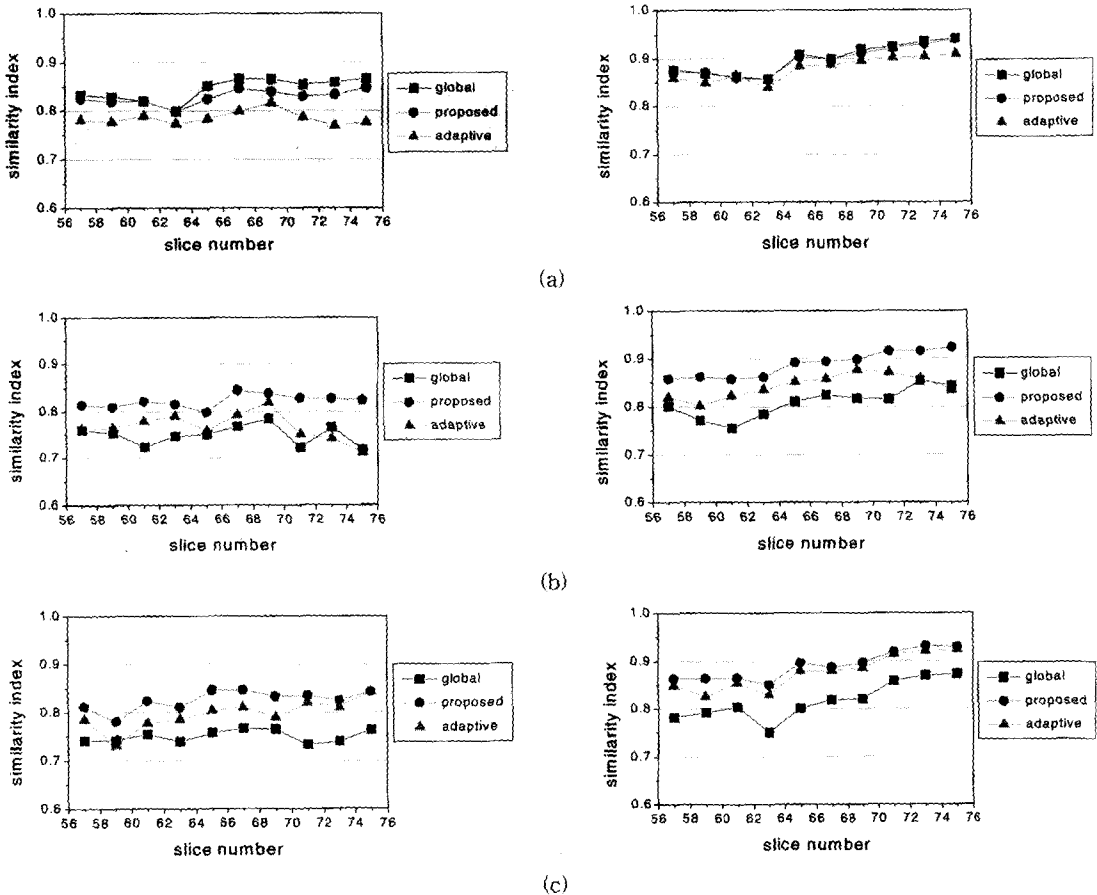 1.0
0.9
0.8
0.7
0.6
similarity index
56 58 60 62 64 66 68 70 72 74 76
slice number
global
proposed
adaptive
1.0
0.9
0.8
0.7
0.6
similarity index
56 58 60 62 64 66 68 70 72 74 76
slice number
global
proposed
adaptive
(a)
1.0
0.9
0.8
0.7
0.6
similarity index
56 58 60 62 64 66 68 70 72 74 76
slice number
global
proposed
adaptive
1.0
0.9
0.8
0.7
0.6
similarity index
56 58 60 62 64 66 68 70 72 74 76
slice number
global
proposed
adaptive
(b)
1.0
0.9
0.8
0.7
0.6
similarity index
56 58 60 62 64 66 68 70 72 74 76
slice number
global
proposed
adaptive
1.0
0.9
0.8
0.7
0.6
similarity index
56 58 60 62 64 66 68 70 72 74 76
slice number
global
proposed
adaptive
(c)